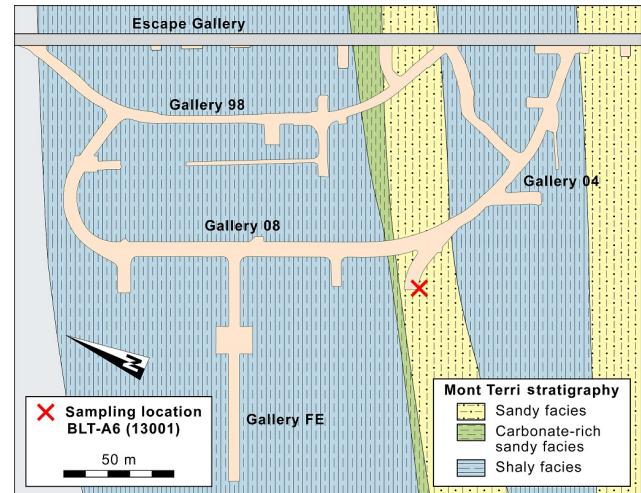 Escape Gallery
Gallery 98
Gallery 04
Gallery 08
Gallery FE
N
Sampling location
BLT-A6 (13001)
50 m
Mont Terri stratigraphy
Sandy facies
Carbonate-rich
sandy facies
Shaly facies